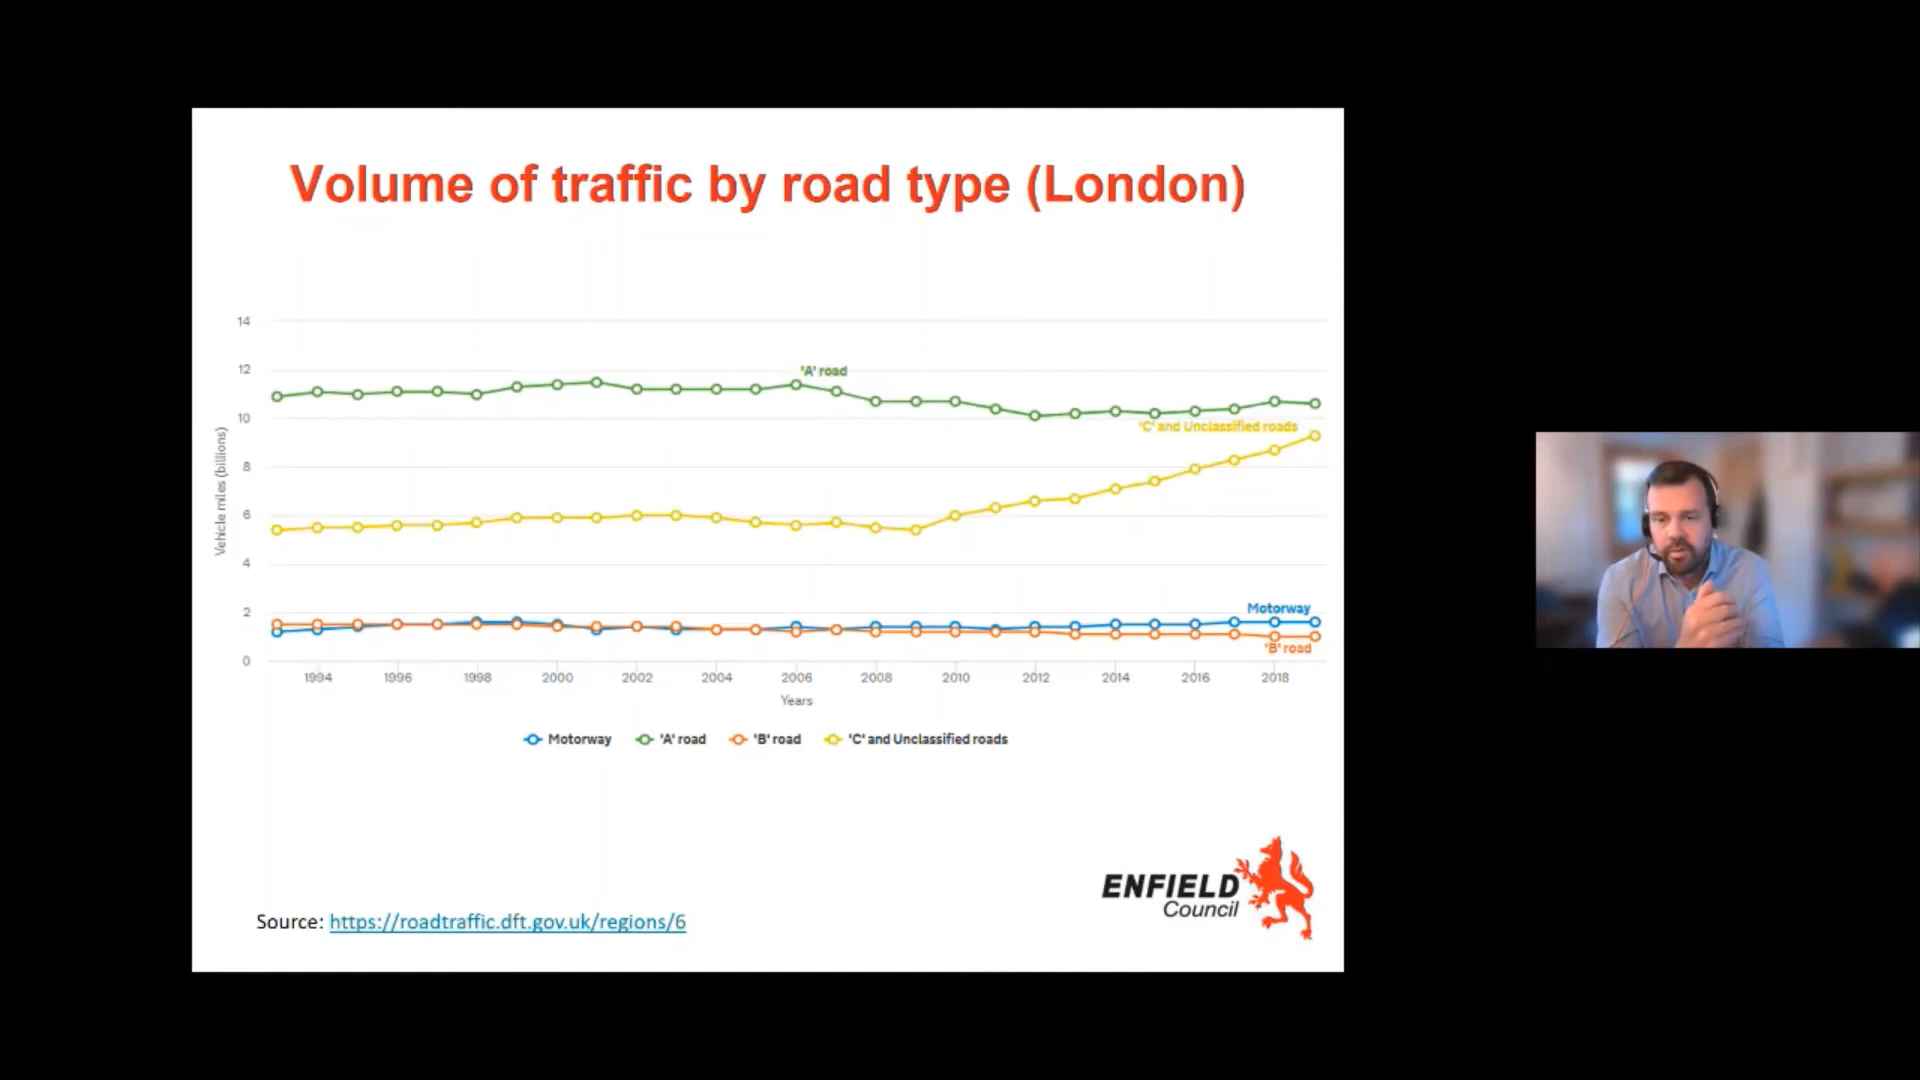 Volume of traffic by road type (London)
14
12
10
8
6
4
2
0
Vehicle miles (billions)
'A' road
'C' and Unclassified roads
Motorway
'B' road
1994 1996 1998 2000 2002 2004 2006 2008 2010 2012 2014 2016 2018
Years
Motorway 'A' road 'B' road 'C' and Unclassified roads
ENFIELD
Council
Source: https://roadtraffic.dft.gov.uk/regions/6